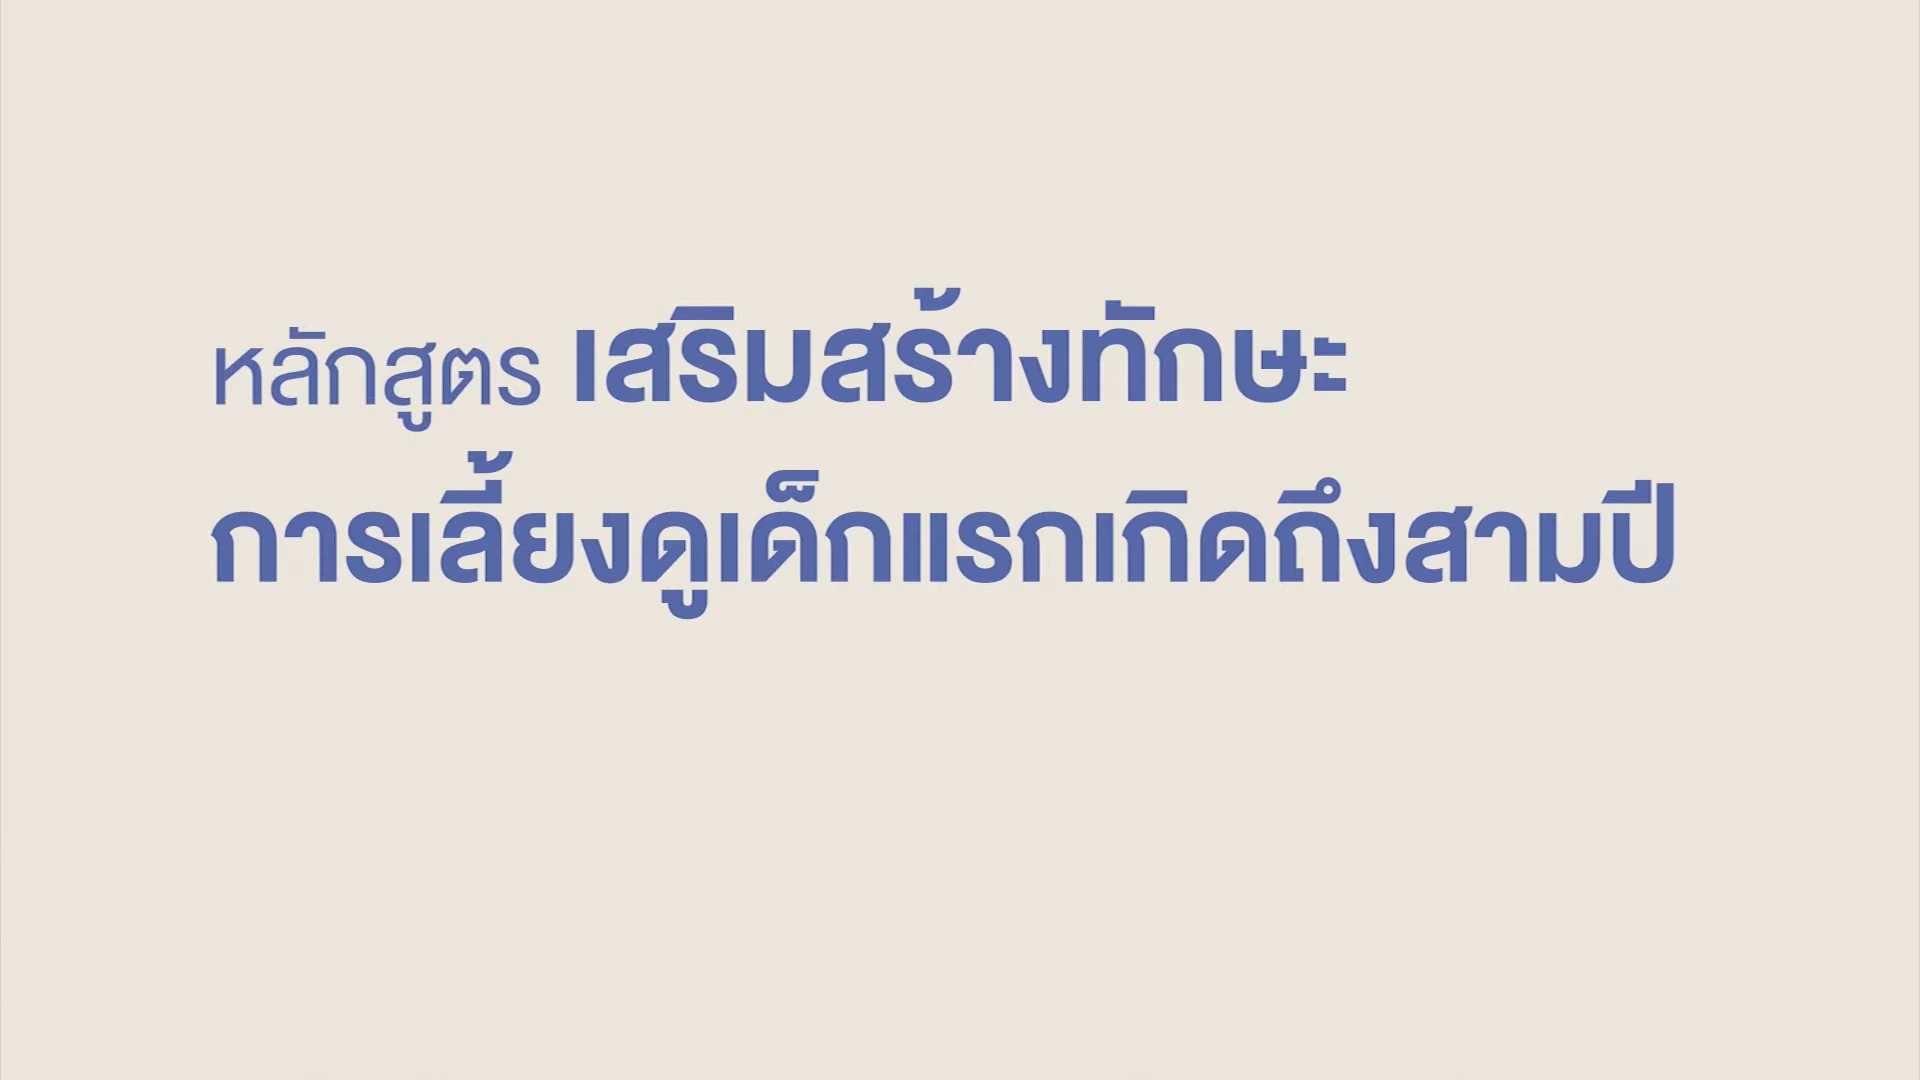 หลักสูตร เสริมสร้างทักษะ
การเลี้ยงดูเด็กแรกเกิดถึงสามปี